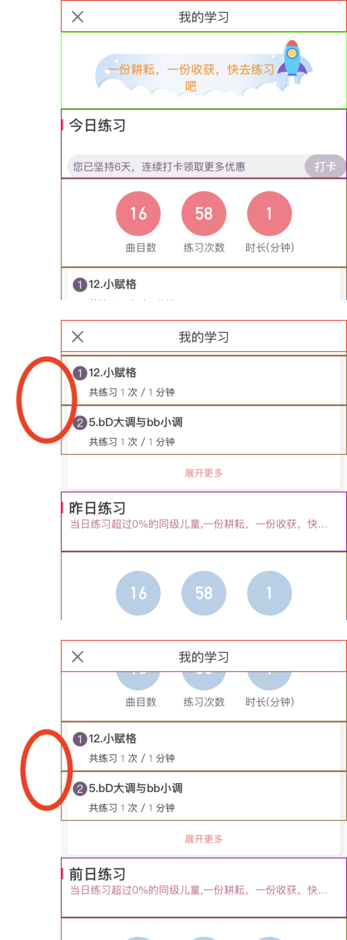 我的学习
一份耕耘，一份收获，快去练习
吧
今日练习
您已坚持6天，连续打卡领取更多优惠
打卡
16 58 1
曲目数 练习次数 时长(分钟)
1 12.小赋格
我的学习
1 12.小赋格
共练习 1 次 / 1 分钟
2 5.bD大调与bb小调
共练习 1 次 / 1 分钟
展开更多
昨日练习
当日练习超过0%的同级儿童,一份耕耘，一份收获，快...
16 58 1
我的学习
曲目数 练习次数 时长(分钟)
1 12.小赋格
共练习 1 次 / 1 分钟
2 5.bD大调与bb小调
共练习 1 次 / 1 分钟
展开更多
前日练习
当日练习超过0%的同级儿童,一份耕耘，一份收获，快...